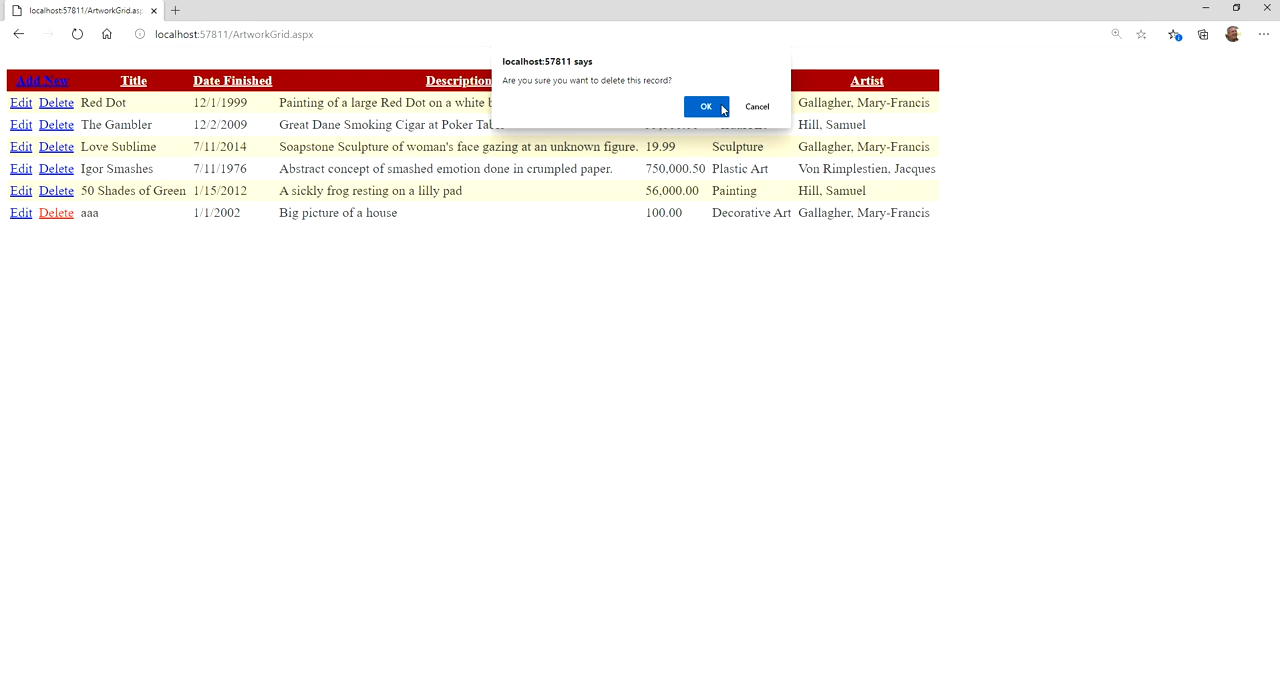 localhost:57811/ArtworkGrid.asp
localhost:57811/ArtworkGrid.aspx
localhost:57811 says
Are you sure you want to delete this record?
OK Cancel
Add New Title Date Finished Description Artist
Edit Delete Red Dot 12/1/1999 Painting of a large Red Dot on a white Gallagher, Mary-Francis
Edit Delete The Gambler 12/2/2009 Great Dane Smoking Cigar at Poker Hill, Samuel
Edit Delete Love Sublime 7/11/2014 Soapstone Sculpture of woman's face gazing at an unknown figure. 19.99 Sculpture Gallagher, Mary-Francis
Edit Delete Igor Smashes 7/11/1976 Abstract concept of smashed emotion done in crumpled paper. 750,000.50 Plastic Art Von Rimplestien, Jacques
Edit Delete 50 Shades of Green 1/15/2012 A sickly frog resting on a lilly pad 56,000.00 Painting Hill, Samuel
Edit Delete aaa 1/1/2002 Big picture of a house 100.00 Decorative Art Gallagher, Mary-Francis